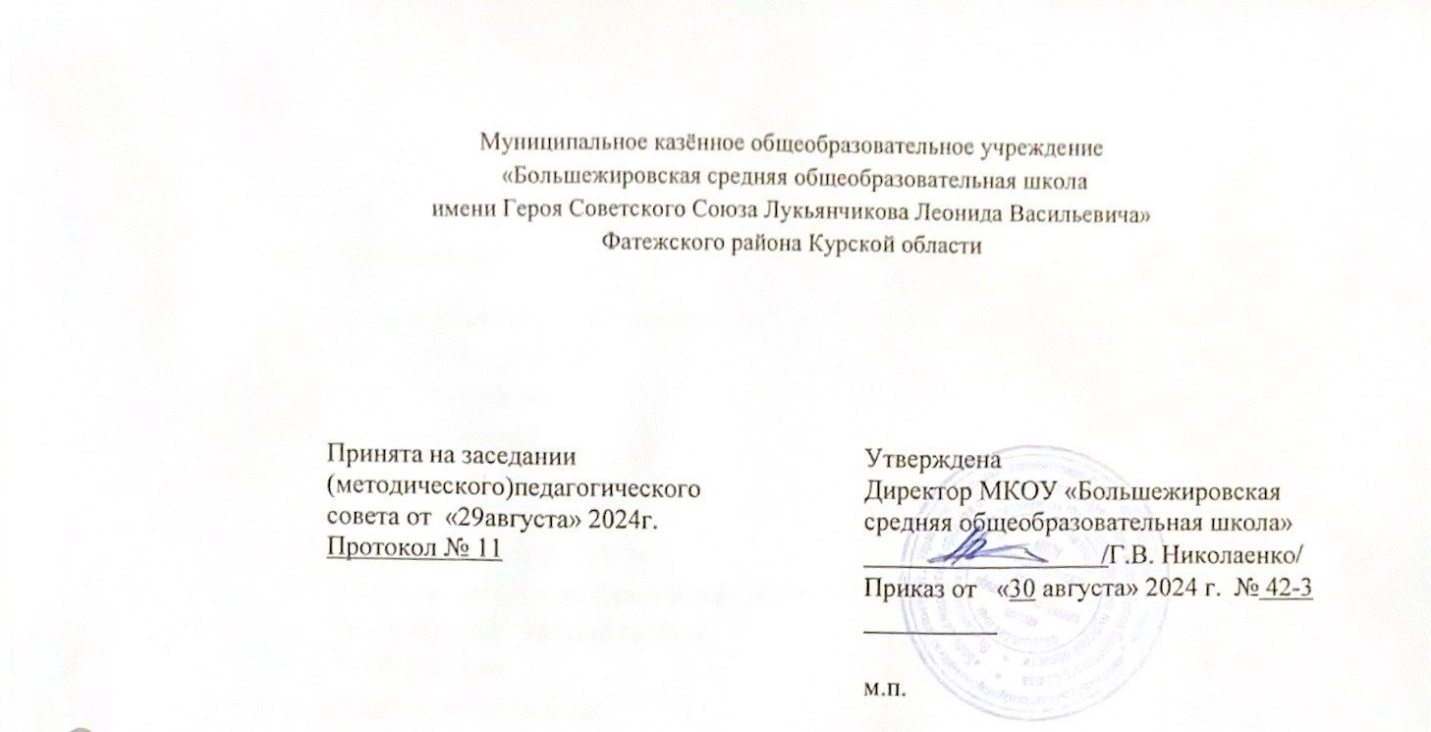 Муниципальное казённое общеобразовательное учреждение
«Большежировская средняя общеобразовательная школа
имени Героя Советского Союза Лукьянчикова Леонида Васильевича»
Фатежского района Курской области
Принята на заседании
(методического)педагогического
совета от «29августа» 2024г.
Протокол № 11
Утверждена
Директор МКОУ «Большежировская
средняя общеобразовательная школа»
/Г.В. Николаенко/
Приказ от «30 августа» 2024 г. № 42-3
м.п.